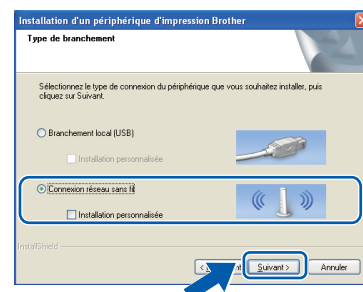 Installation d'un périphérique d'impression Brother
Type de branchement
Sélectionnez le type de connexion du périphérique que vous souhaitez installer, puis
cliquez sur Suivant.
Branchement local (USB)
Installation personnalisée
Connexion réseau sans fil
Installation personnalisée
InstallShield
Suivant > Annuler